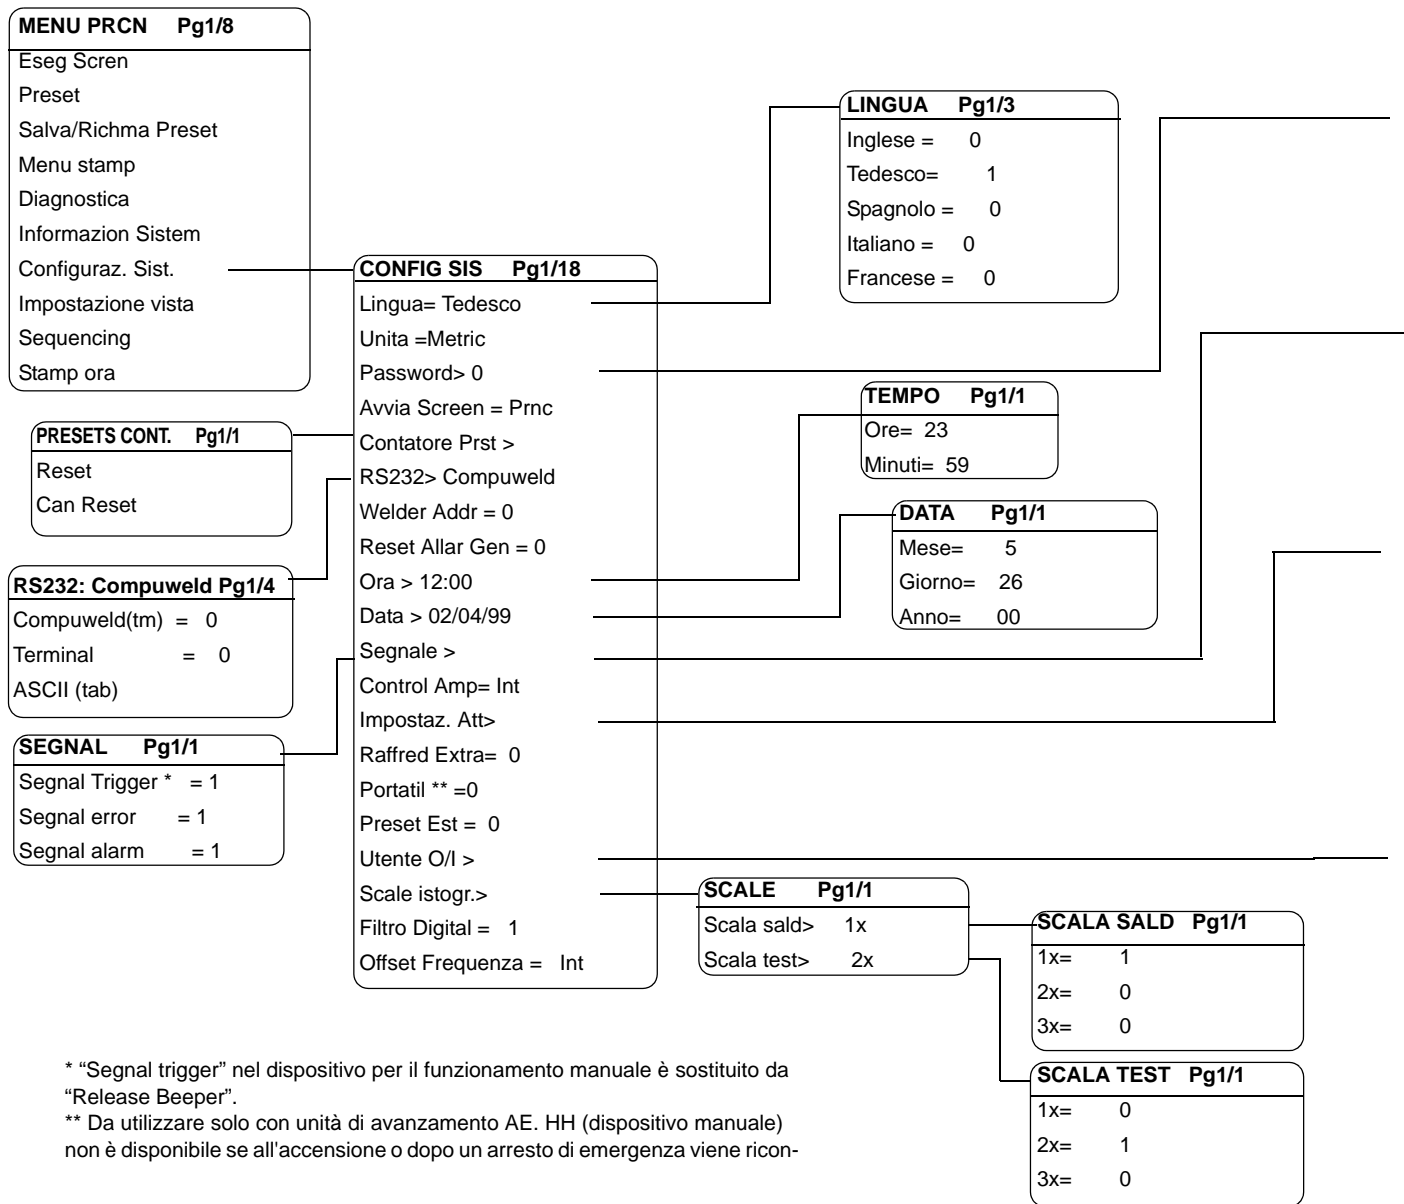 MENU PRCN Pg1/8
Eseg Scren
Preset
Salva/Richma Preset
Menu stamp
Diagnostica
Informazion Sistem
Configuraz. Sist.
Impostazione vista
Sequencing
Stamp ora
PRESETS CONT. Pg1/1
Reset
Can Reset
RS232: Compuweld Pg1/4
Compuweld(tm) = 0
Terminal = 0
ASCII (tab)
SEGNAL Pg1/1
Segnal Trigger * = 1
Segnal error = 1
Segnal alarm = 1
CONFIG SIS Pg1/18
Lingua= Tedesco
Unita =Metric
Password> 0
Avvia Screen = Prnc
Contatore Prst >
RS232> Compuweld
Welder Addr = 0
Reset Allar Gen = 0
Ora > 12:00
Data > 02/04/99
Segnale >
Control Amp= Int
Impostaz. Att>
Raffred Extra= 0
Portatil ** =0
Preset Est = 0
Utente O/I >
Scale istogr.>
Filtro Digital = 1
Offset Frequenza = Int
LINGUA Pg1/3
Inglese = 0
Tedesco= 1
Spagnolo = 0
Italiano = 0
Francese = 0
TEMPO Pg1/1
Ore= 23
Minuti= 59
DATA Pg1/1
Mese= 5
Giorno= 26
Anno= 00
SCALE Pg1/1
Scala sald> 1x
Scala test> 2x
SCALA SALD Pg1/1
1x= 1
2x= 0
3x= 0
SCALA TEST Pg1/1
1x= 0
2x= 1
3x= 0
* “Segnal trigger” nel dispositivo per il funzionamento manuale è sostituito da
“Release Beeper”.
** Da utilizzare solo con unità di avanzamento AE. HH (dispositivo manuale)
non è disponibile se all'accensione o dopo un arresto di emergenza viene ricon-